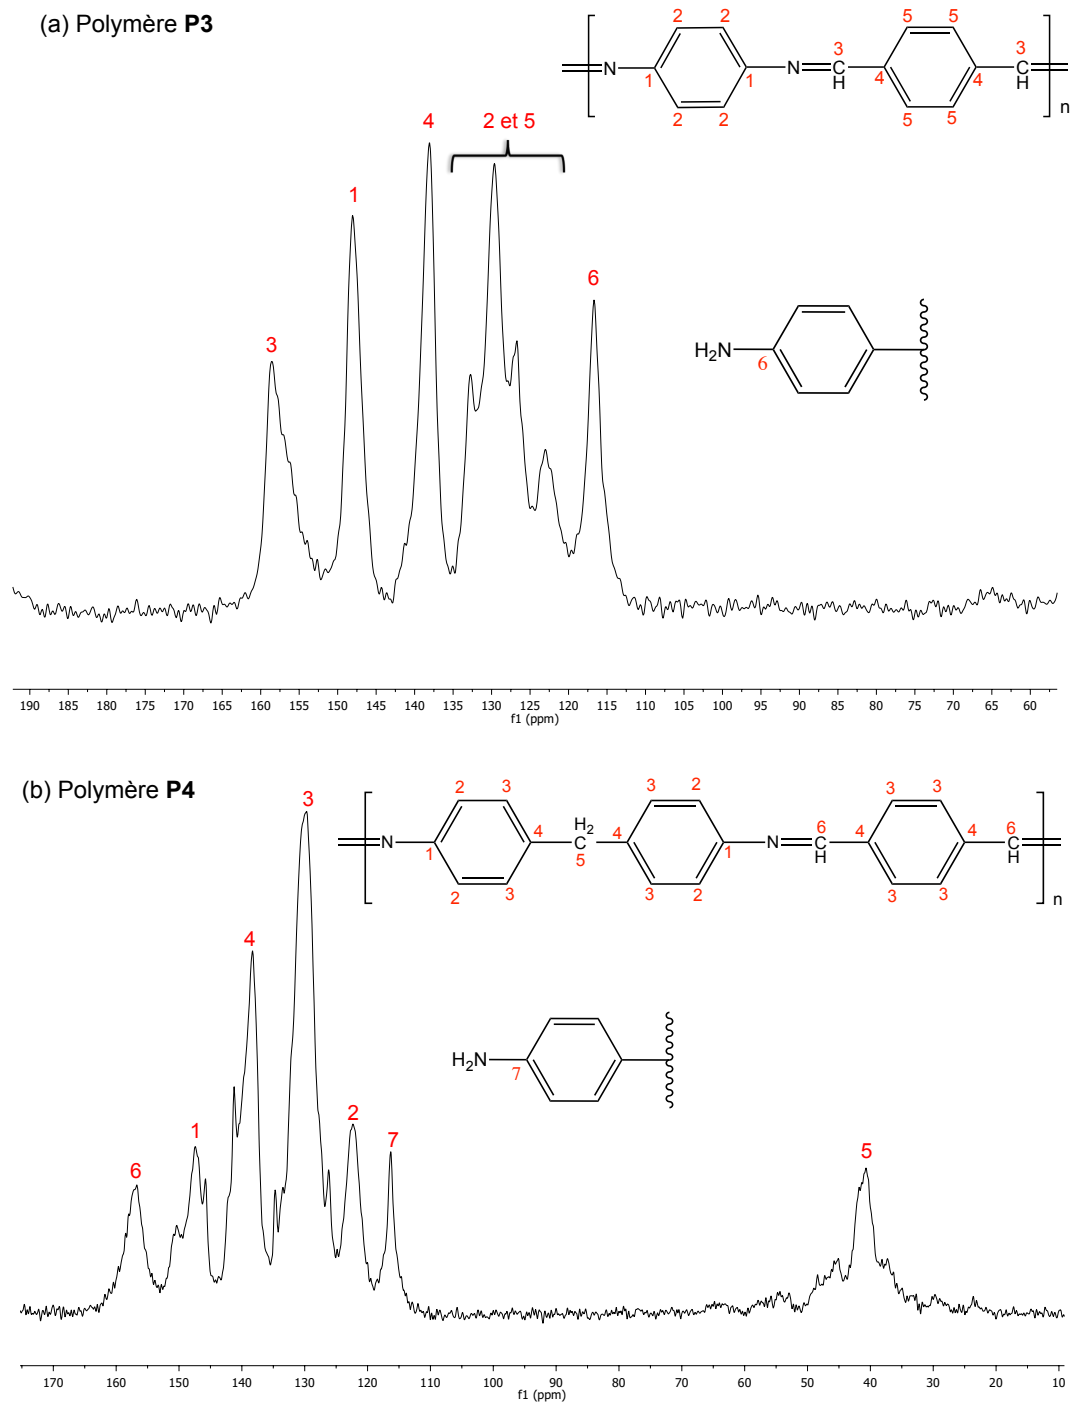 (a) Polymère P3
2 2 5 5
3 3
N N C C
1 1 H 4 4 H
2 2 5 5
n
4 2 et 5
1
6
3
H₂N
6
190 185 180 175 170 165 160 155 150 145 140 135 130 125 120 115 110 105 100 95 90 85 80 75 70 65 60
f1 (ppm)
(b) Polymère P4
3
2 3 3 2 3 3
H₂
4 4 6 4 4 6
N C N C C
1 5 1 H H
2 3 3 2 3 3
n
4
H₂N
7
1 2 7
6 5
170 160 150 140 130 120 110 100 90 80 70 60 50 40 30 20 10
f1 (ppm)